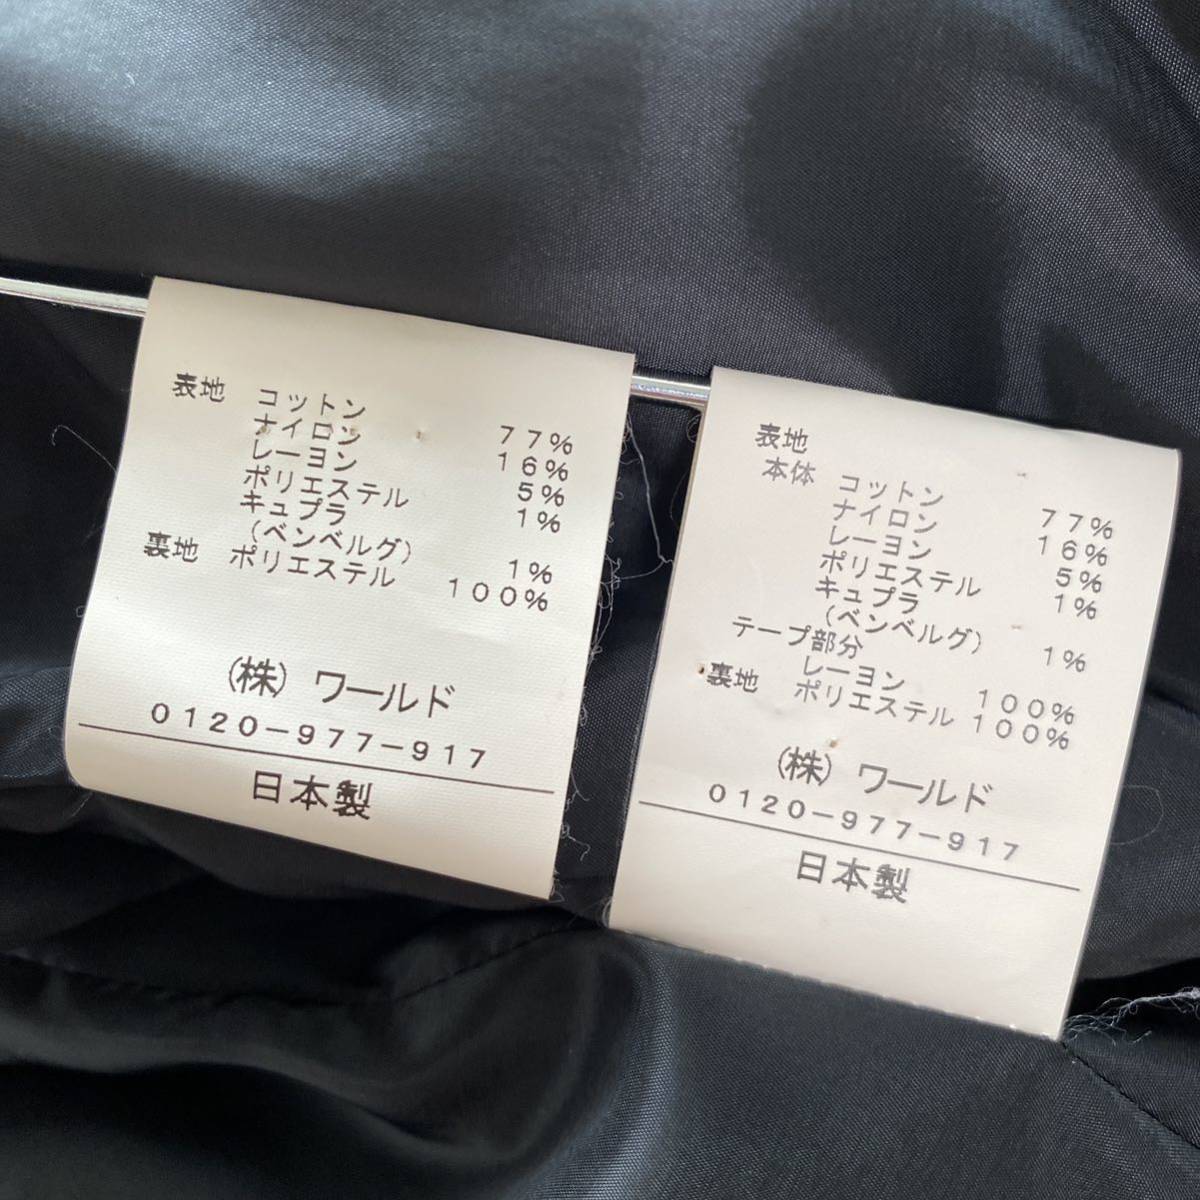 表地 コットン 77%
ナイロン 16%
レーヨン 5%
ポリエステル 1%
キュプラ
(ベンベルグ) 1%
裏地 ポリエステル 100%
(株) ワールド
0120-977-917
日本製
表地
本体 コットン 77%
ナイロン 16%
レーヨン 5%
ポリエステル 1%
キュプラ
(ベンベルグ) 1%
テープ部分
レーヨン 100%
裏地 ポリエステル 100%
(株) ワールド
0120-977-917
日本製